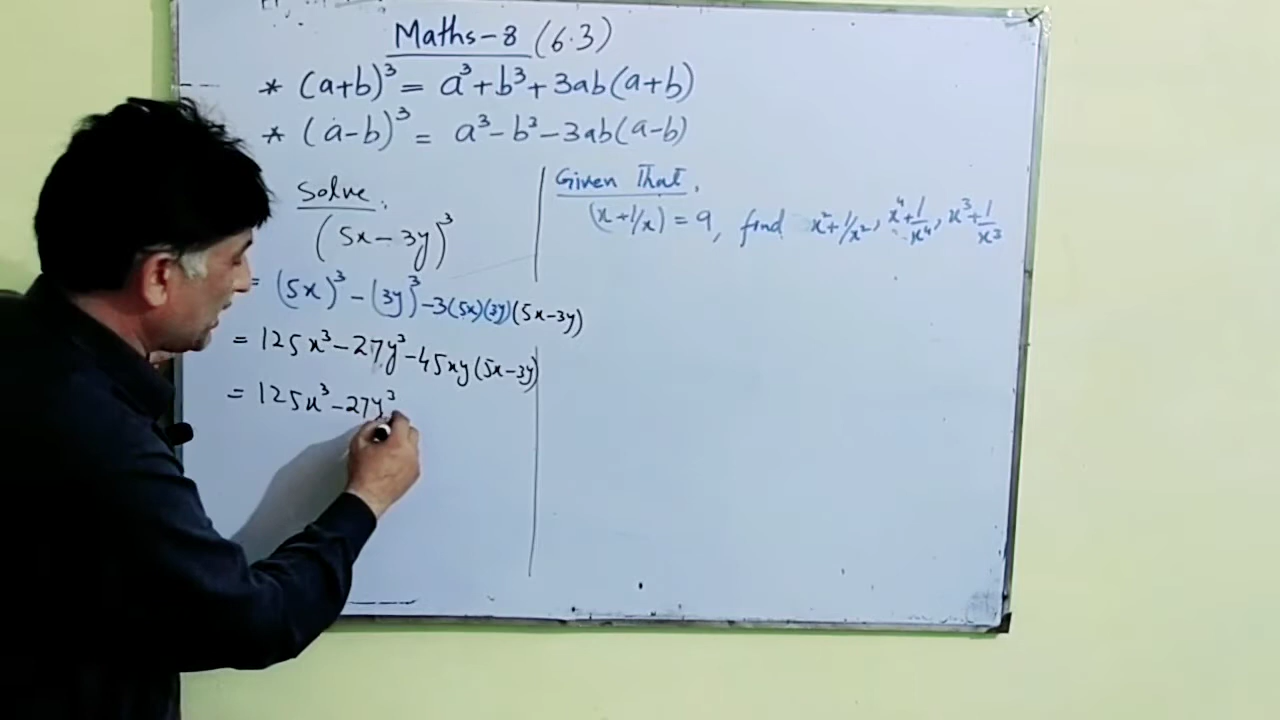 Maths-8 (6.3)
* (a+b)³ = a³+b³+3ab(a+b)
* (a-b)³ = a³-b³-3ab(a-b)
Solve.
(5x-3y)³
= (5x)³-(3y)³-3(5x)(3y)(5x-3y)
= 125x³-27y³-45xy(5x-3y)
= 125x³-27y³
Given That,
(x+1/x) = 9, find x²+1/x², x⁴+1/x⁴, x³+1/x³